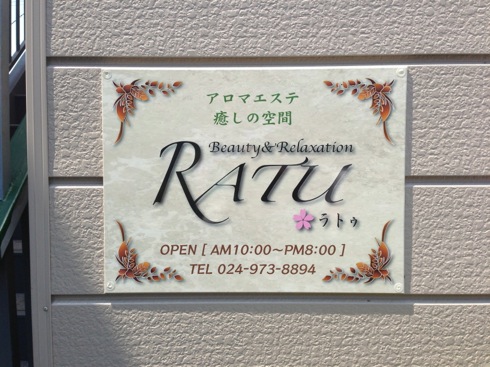 アロマエステ
癒しの空間
Beauty&Relaxation
RATU
ラトゥ
OPEN [ AM10:00〜PM8:00 ]
TEL 024-973-8894